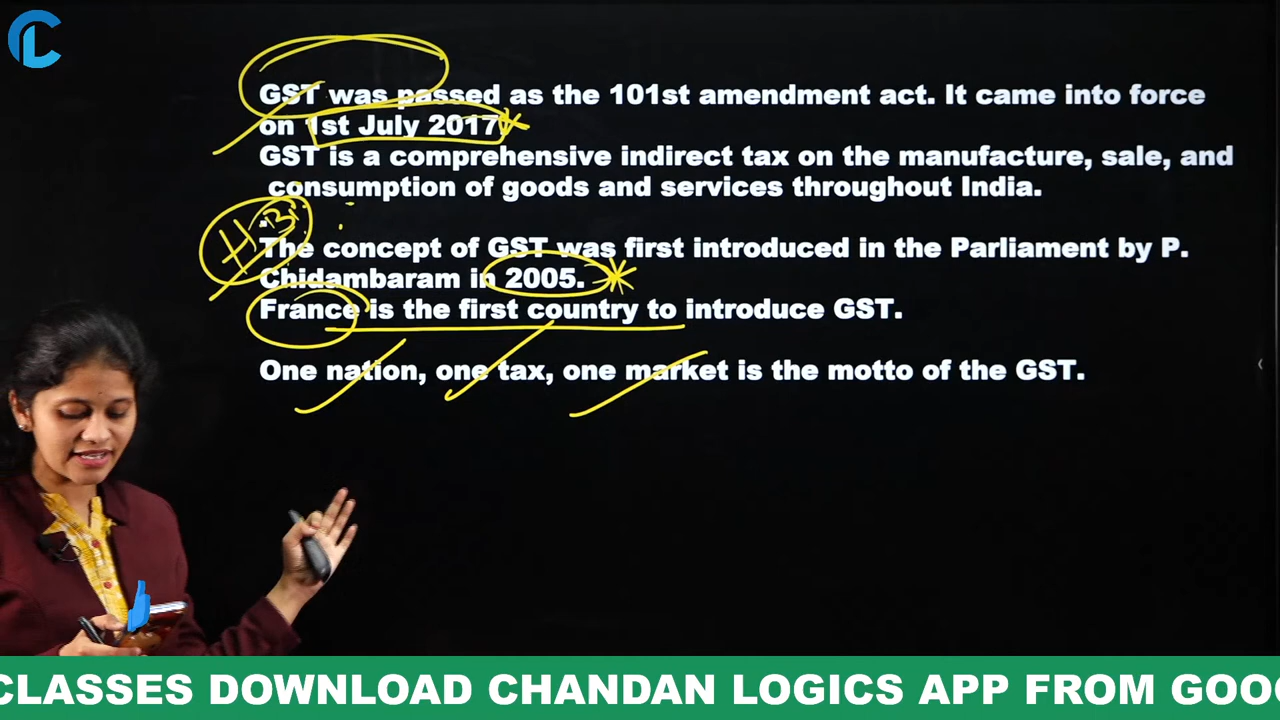 GST was passed as the 101st amendment act. It came into force
on 1st July 2017
GST is a comprehensive indirect tax on the manufacture, sale, and
consumption of goods and services throughout India.
.
The concept of GST was first introduced in the Parliament by P.
Chidambaram in 2005.
France is the first country to introduce GST.
One nation, one tax, one market is the motto of the GST.
CLASSES DOWNLOAD CHANDAN LOGICS APP FROM GOO